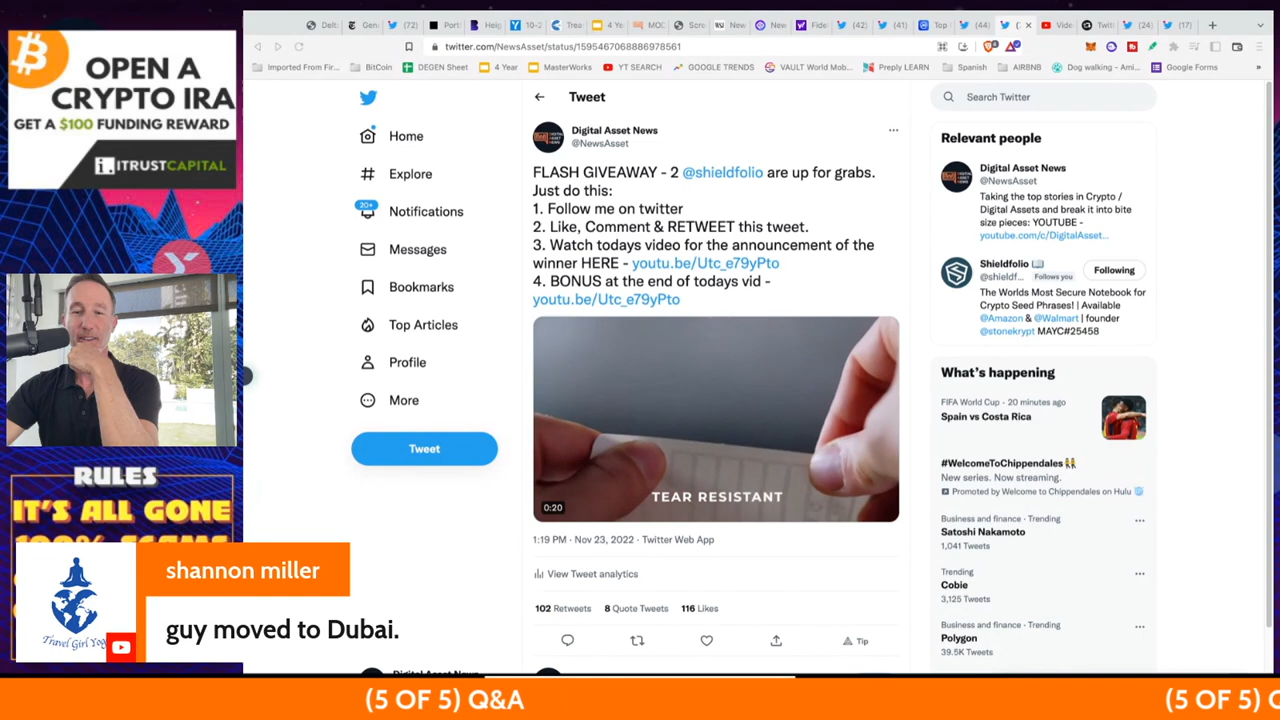 OPEN A
CRYPTO IRA
GET A $100 FUNDING REWARD
ITRUSTCAPITAL
RULES
IT'S ALL GONE
shannon miller
guy moved to Dubai.
Travel Girl Yog
(5 OF 5) Q&A
(5 OF 5)
twitter.com/NewsAsset/status/1595467068886978561
Imported From Fir...
BitCoin
DEGEN Sheet
4 Year
MasterWorks
YT SEARCH
GOOGLE TRENDS
VAULT World Mob...
Preply LEARN
Spanish
AIRBNB
Dog walking - Ami...
Google Forms
Home
Explore
20+
Notifications
Messages
Bookmarks
Top Articles
Profile
More
Tweet
Tweet
Digital Asset News
@NewsAsset
FLASH GIVEAWAY - 2 @shieldfolio are up for grabs.
Just do this:
1. Follow me on twitter
2. Like, Comment & RETWEET this tweet.
3. Watch todays video for the announcement of the
winner HERE - youtu.be/Utc_e79yPto
4. BONUS at the end of todays vid -
youtu.be/Utc_e79yPto
TEAR RESISTANT
0:20
1:19 PM · Nov 23, 2022 · Twitter Web App
View Tweet analytics
102 Retweets 8 Quote Tweets 116 Likes
Tip
Search Twitter
Relevant people
Digital Asset News
@NewsAsset
Taking the top stories in Crypto /
Digital Assets and break it into bite
size pieces: YOUTUBE -
youtube.com/c/DigitalAsset...
Shieldfolio
@shieldf... Follows you
Following
The Worlds Most Secure Notebook for
Crypto Seed Phrases! | Available
@Amazon & @Walmart | founder
@stonekrypt MAYC#25458
What's happening
FIFA World Cup · 20 minutes ago
Spain vs Costa Rica
#WelcomeToChippendales
New series. Now streaming.
Promoted by Welcome to Chippendales on Hulu
Business and finance · Trending
Satoshi Nakamoto
1,041 Tweets
Trending
Cobie
3,125 Tweets
Business and finance · Trending
Polygon
39.5K Tweets